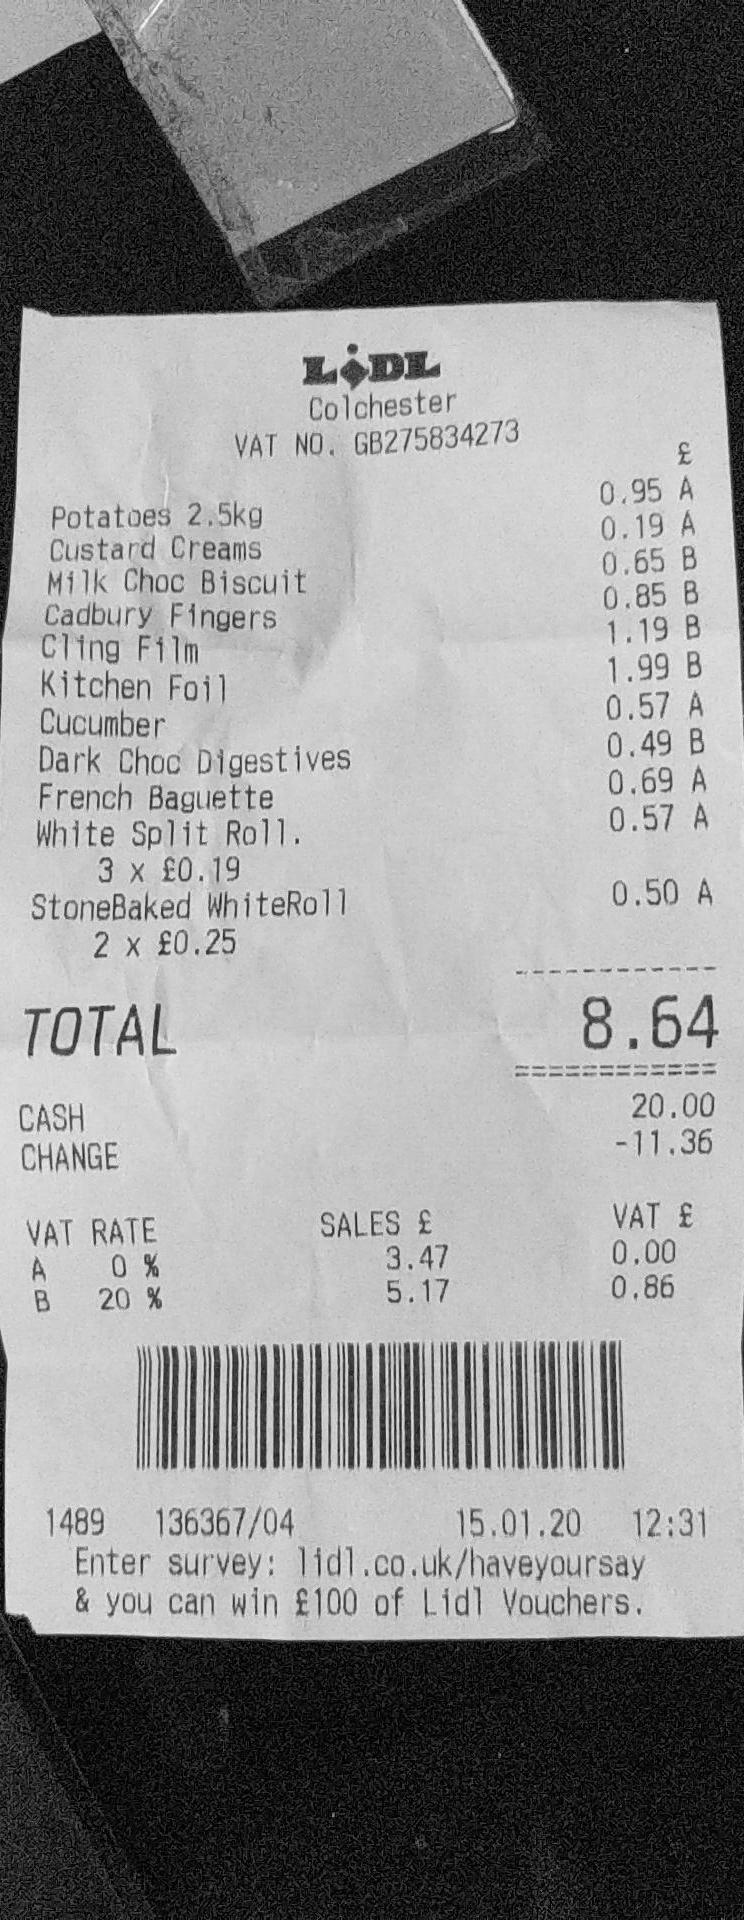 LIDL
Colchester
VAT NO. GB275834273
£
Potatoes 2.5kg 0.95 A
Custard Creams 0.19 A
Milk Choc Biscuit 0.65 B
Cadbury Fingers 0.85 B
Cling Film 1.19 B
Kitchen Foil 1.99 B
Cucumber 0.57 A
Dark Choc Digestives 0.49 B
French Baguette 0.69 A
White Split Roll. 0.57 A
3 x £0.19
StoneBaked WhiteRoll 0.50 A
2 x £0.25
TOTAL 8.64
CASH 20.00
CHANGE -11.36
VAT RATE SALES £ VAT £
A 0 % 3.47 0.00
B 20 % 5.17 0.86
1489 136367/04 15.01.20 12:31
Enter survey: lidl.co.uk/haveyoursay
& you can win £100 of Lidl Vouchers.